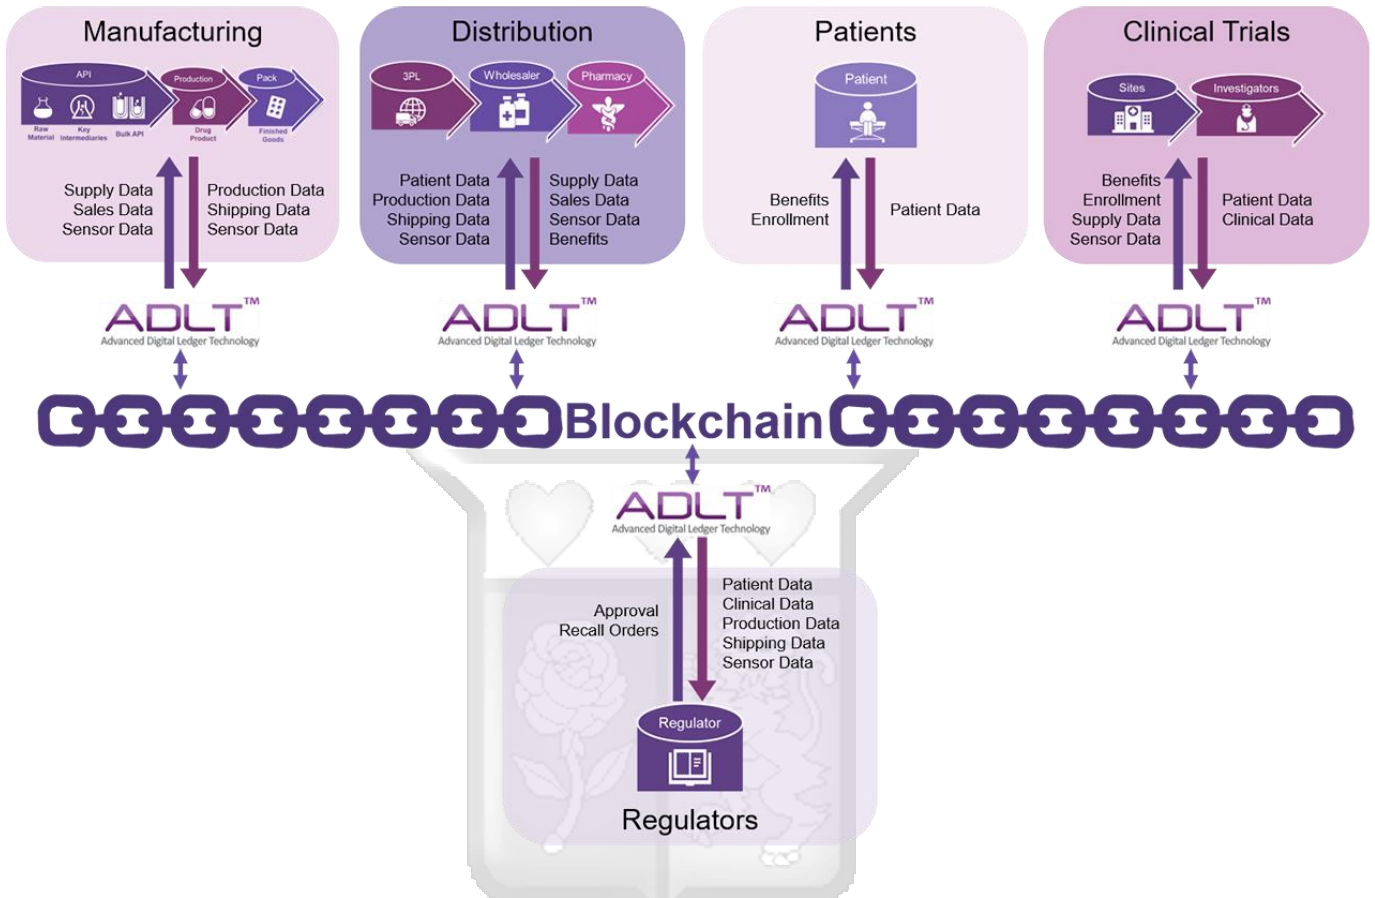 Manufacturing
API
Production
Pack
Raw
Material
Key
Intermediaries
Bulk API
Drug
Product
Finished
Goods
Supply Data
Sales Data
Sensor Data
Production Data
Shipping Data
Sensor Data
ADLT™
Advanced Digital Ledger Technology
Distribution
3PL
Wholesaler
Pharmacy
Patient Data
Production Data
Shipping Data
Sensor Data
Supply Data
Sales Data
Sensor Data
Benefits
ADLT™
Advanced Digital Ledger Technology
Patients
Patient
Benefits
Enrollment
Patient Data
ADLT™
Advanced Digital Ledger Technology
Clinical Trials
Sites
Investigators
Benefits
Enrollment
Supply Data
Sensor Data
Patient Data
Clinical Data
ADLT™
Advanced Digital Ledger Technology
Blockchain
ADLT™
Advanced Digital Ledger Technology
Approval
Recall Orders
Patient Data
Clinical Data
Production Data
Shipping Data
Sensor Data
Regulator
Regulators